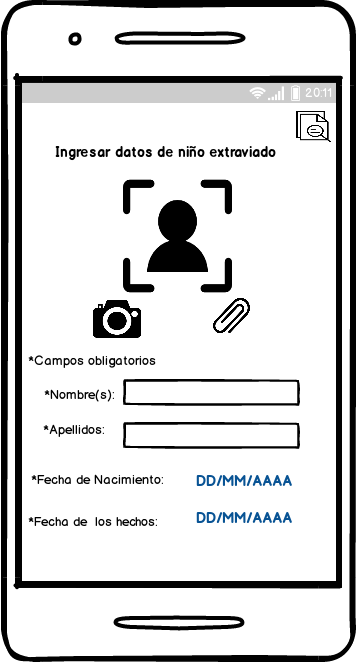 20:11
Ingresar datos de niño extraviado
*Campos obligatorios
*Nombre(s):
*Apellidos:
*Fecha de Nacimiento: DD/MM/AAAA
*Fecha de los hechos: DD/MM/AAAA